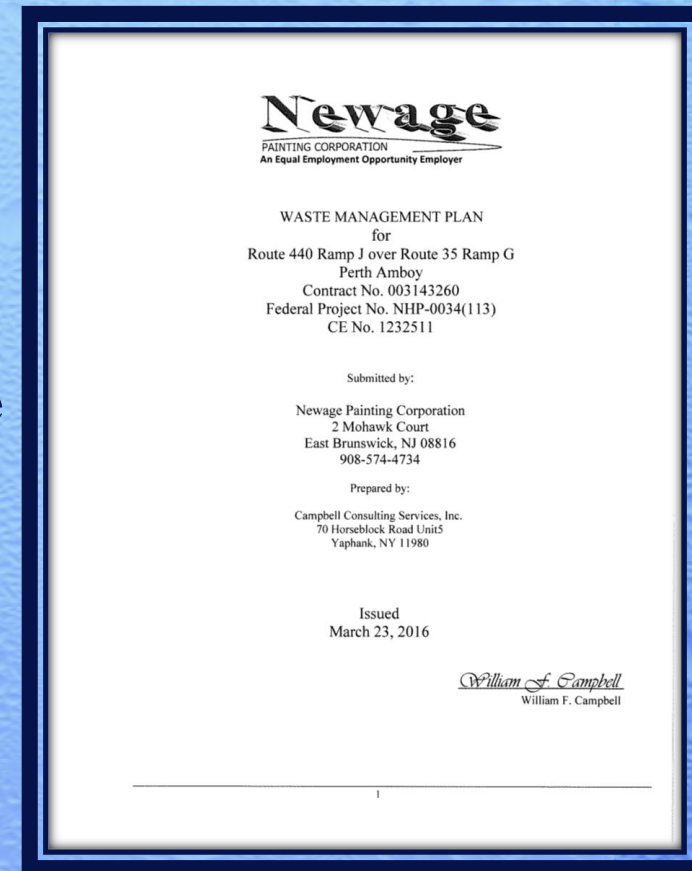 Newage
PAINTING CORPORATION
An Equal Employment Opportunity Employer
WASTE MANAGEMENT PLAN
for
Route 440 Ramp J over Route 35 Ramp G
Perth Amboy
Contract No. 003143260
Federal Project No. NHP-0034(113)
CE No. 1232511
Submitted by:
Newage Painting Corporation
2 Mohawk Court
East Brunswick, NJ 08816
908-574-4734
Prepared by:
Campbell Consulting Services, Inc.
70 Horseblock Road Unit5
Yaphank, NY 11980
Issued
March 23, 2016
William F. Campbell
William F. Campbell
1